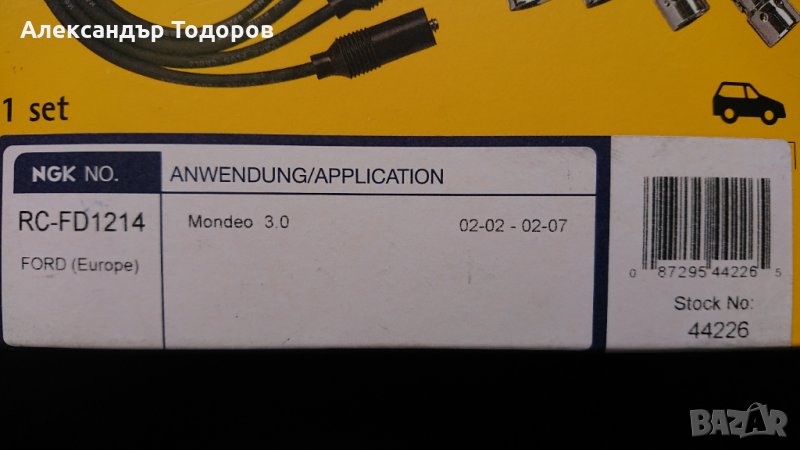 Александър Тодоров
1 set
NGK NO.
ANWENDUNG/APPLICATION
RC-FD1214
Mondeo 3.0
02-02 - 02-07
FORD (Europe)
0 87295 44226 5
Stock No:
44226
BAZAR